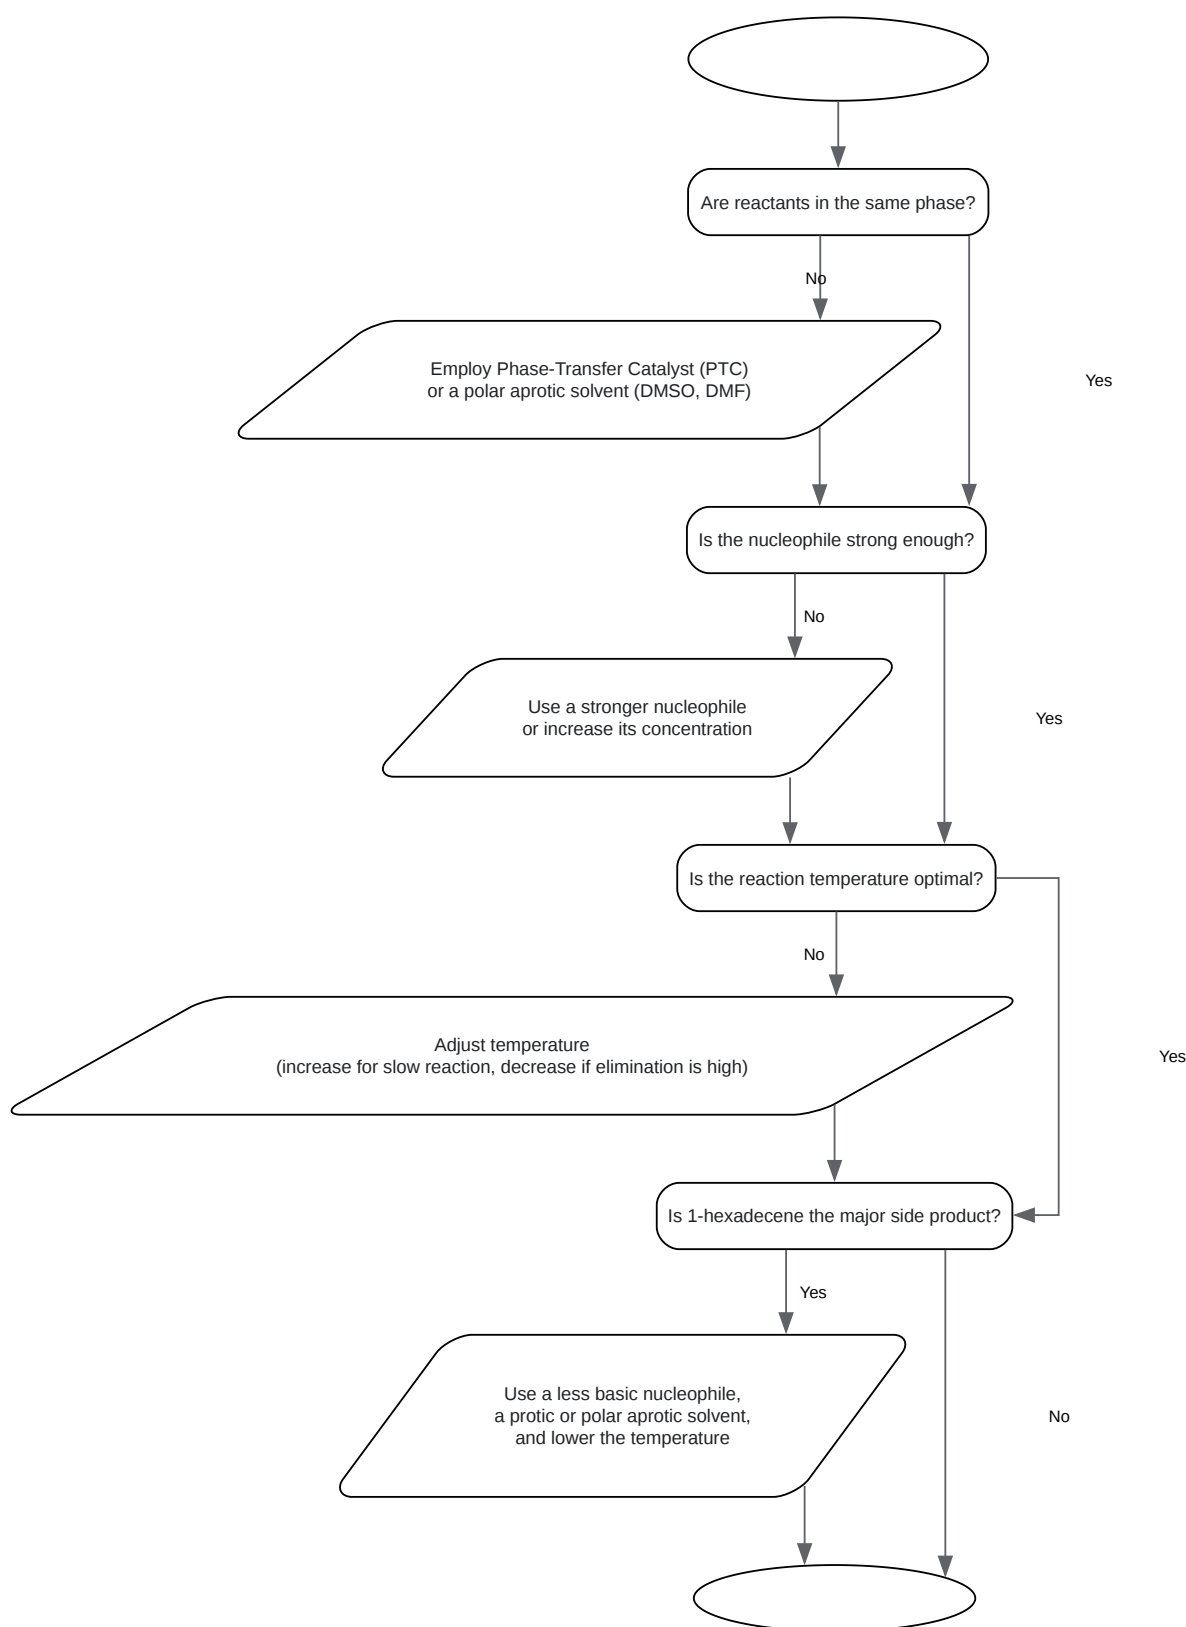 Are reactants in the same phase?
No
Employ Phase-Transfer Catalyst (PTC)
or a polar aprotic solvent (DMSO, DMF)
Yes
Is the nucleophile strong enough?
No
Use a stronger nucleophile
or increase its concentration
Yes
Is the reaction temperature optimal?
No
Adjust temperature
(increase for slow reaction, decrease if elimination is high)
Yes
Is 1-hexadecene the major side product?
Yes
Use a less basic nucleophile,
a protic or polar aprotic solvent,
and lower the temperature
No